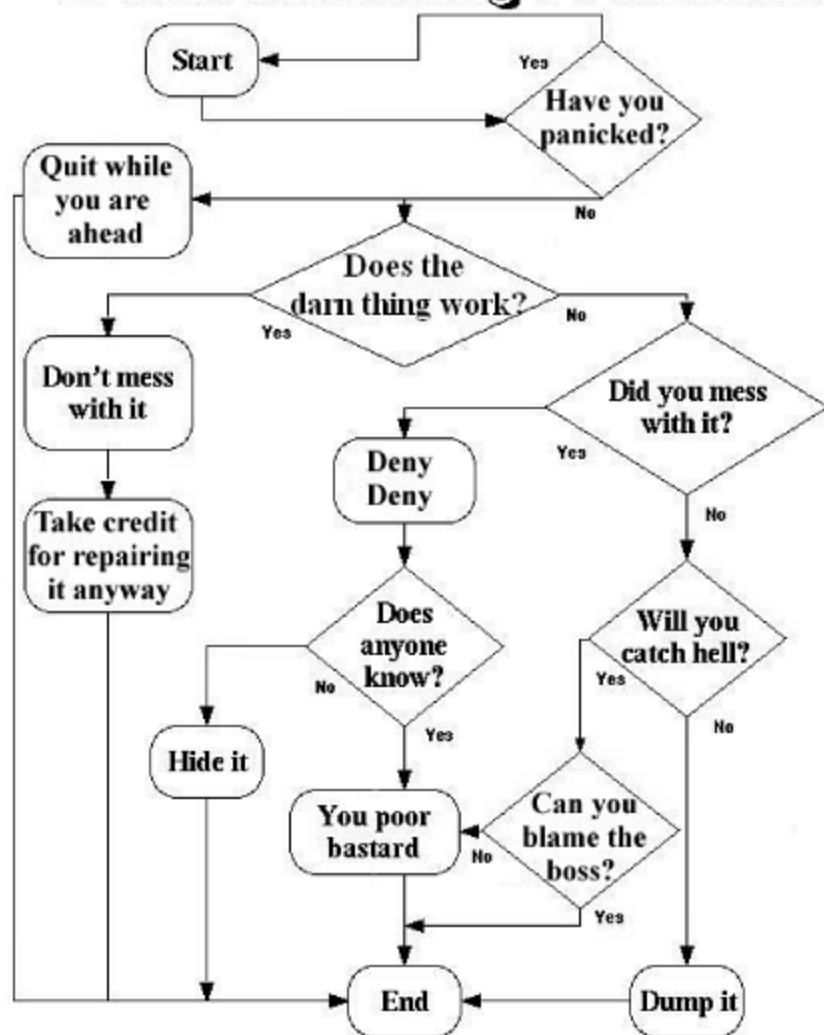 Start
Yes
Have you
panicked?
Quit while
you are
ahead
No
Does the
darn thing work?
Yes
No
Don't mess
with it
Did you mess
with it?
Yes
Deny
Deny
No
Take credit
for repairing
it anyway
Does
anyone
know?
Will you
catch hell?
No
Yes
Yes
No
Hide it
You poor
bastard
Can you
blame the
boss?
No
Yes
End
Dump it